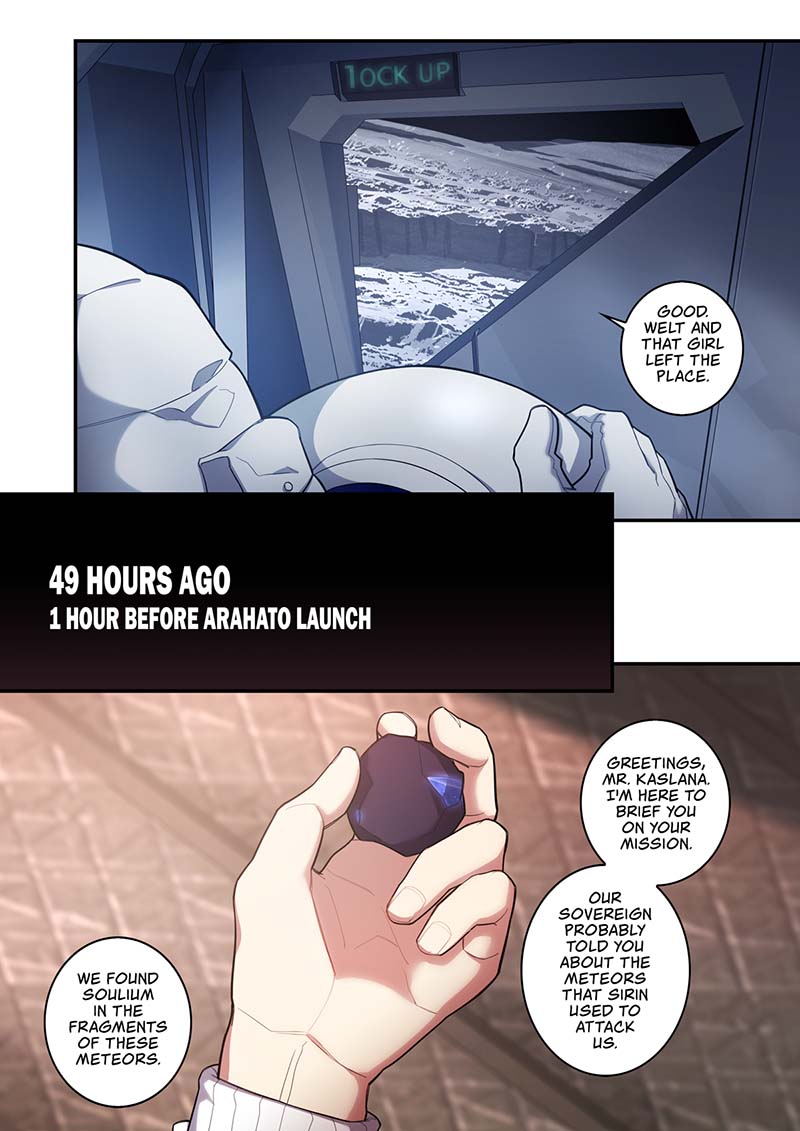 1OCK UP
GOOD.
WELT AND
THAT GIRL
LEFT THE
PLACE.
49 HOURS AGO
1 HOUR BEFORE ARAHATO LAUNCH
GREETINGS,
MR. KASLANA.
I'M HERE TO
BRIEF YOU
ON YOUR
MISSION.
OUR
SOVEREIGN
PROBABLY
TOLD YOU
ABOUT THE
METEORS
THAT SIRIN
USED TO
ATTACK
US.
WE FOUND
SOULIUM
IN THE
FRAGMENTS
OF THESE
METEORS.